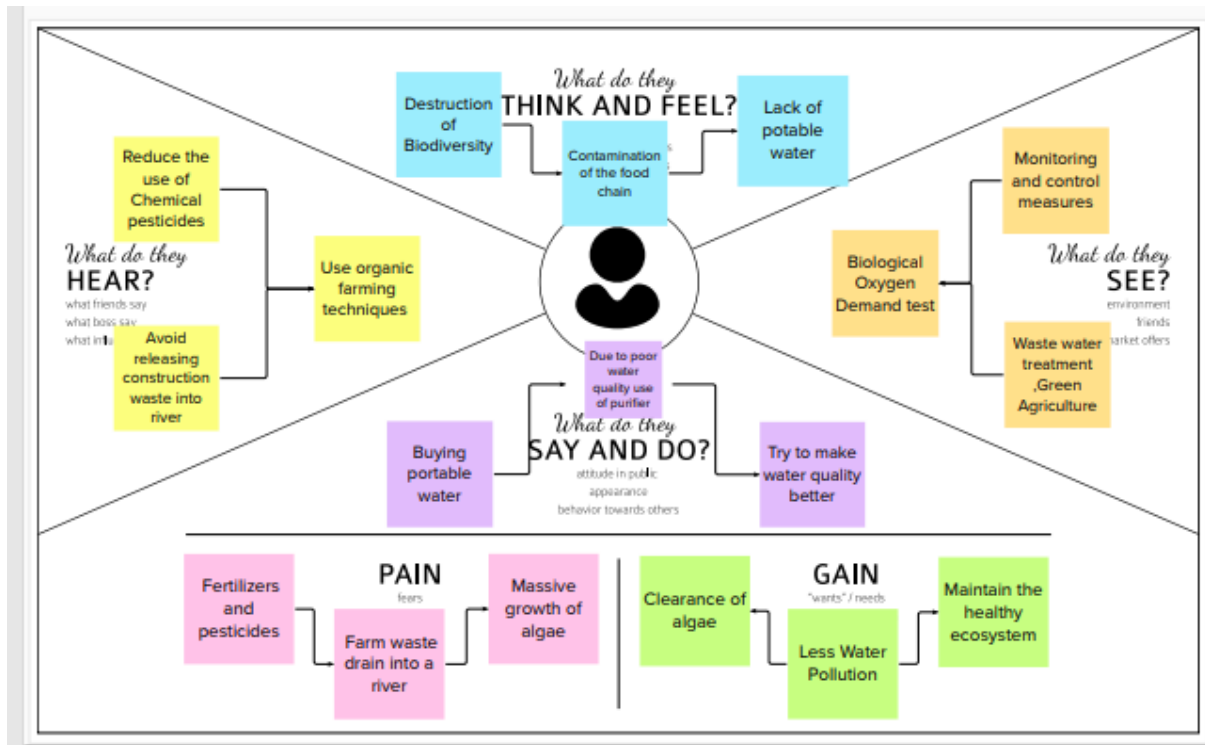 What do they
THINK AND FEEL?
Destruction
of
Biodiversity
Contamination
of the food
chain
Lack of
potable
water
What do they
HEAR?
what friends say
what boss say
what
Reduce the
use of
Chemical
pesticides
Use organic
farming
techniques
Avoid
releasing
construction
waste into
river
What do they
SEE?
environment
friends
market offers
Monitoring
and control
measures
Biological
Oxygen
Demand test
Waste water
treatment
,Green
Agriculture
Due to poor
water
quality use
of purifier
What do they
SAY AND DO?
attitude in public
appearance
behavior towards others
Buying
portable
water
Try to make
water quality
better
PAIN
fears
Fertilizers
and
pesticides
Farm waste
drain into a
river
Massive
growth of
algae
GAIN
"wants" / needs
Clearance of
algae
Less Water
Pollution
Maintain the
healthy
ecosystem